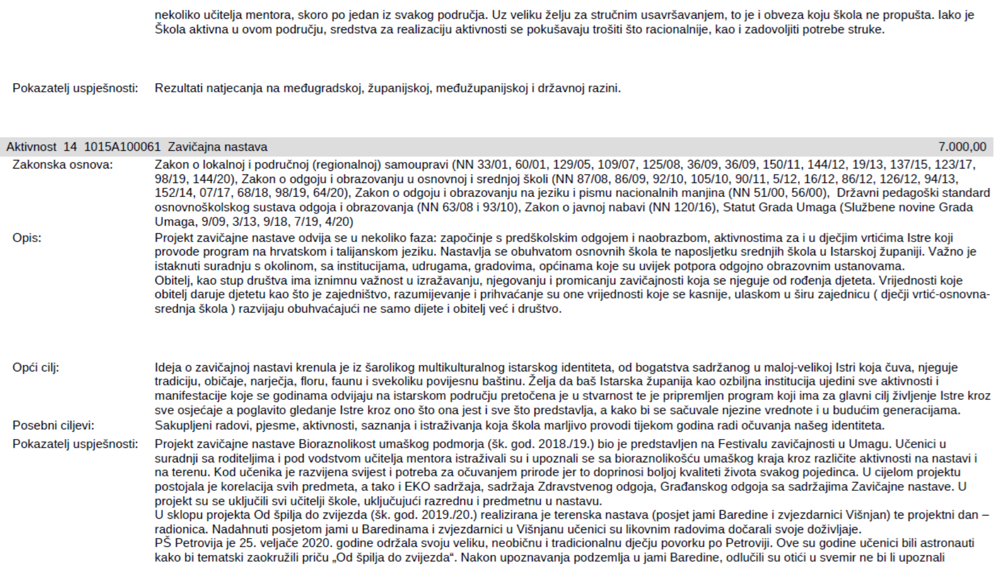 nekoliko učitelja mentora, skoro po jedan iz svakog područja. Uz veliku želju za stručnim usavršavanjem, to je i obveza koju škola ne propušta. Iako je
Škola aktivna u ovom području, sredstva za realizaciju aktivnosti se pokušavaju trošiti što racionalnije, kao i zadovoljiti potrebe struke.
Pokazatelj uspješnosti: Rezultati natjecanja na međugradskoj, županijskoj, međužupanijskoj i državnoj razini.
Aktivnost 14 1015A100061 Zavičajna nastava 7.000,00
Zakonska osnova: Zakon o lokalnoj i područnoj (regionalnoj) samoupravi (NN 33/01, 60/01, 129/05, 109/07, 125/08, 36/09, 36/09, 150/11, 144/12, 19/13, 137/15, 123/17,
98/19, 144/20), Zakon o odgoju i obrazovanju u osnovnoj i srednjoj školi (NN 87/08, 86/09, 92/10, 105/10, 90/11, 5/12, 16/12, 86/12, 126/12, 94/13,
152/14, 07/17, 68/18, 98/19, 64/20), Zakon o odgoju i obrazovanju na jeziku i pismu nacionalnih manjina (NN 51/00, 56/00), Državni pedagoški standard
osnovnoškolskog sustava odgoja i obrazovanja (NN 63/08 i 93/10), Zakon o javnoj nabavi (NN 120/16), Statut Grada Umaga (Službene novine Grada
Umaga, 9/09, 3/13, 9/18, 7/19, 4/20)
Opis: Projekt zavičajne nastave odvija se u nekoliko faza: započinje s predškolskim odgojem i naobrazbom, aktivnostima za i u dječjim vrtićima Istre koji
provode program na hrvatskom i talijanskom jeziku. Nastavlja se obuhvatom osnovnih škola te naposljetku srednjih škola u Istarskoj županiji. Važno je
istaknuti suradnju s okolinom, sa institucijama, udrugama, gradovima, općinama koje su uvijek potpora odgojno obrazovnim ustanovama.
Obitelj, kao stup društva ima iznimnu važnost u izražavanju, njegovanju i promicanju zavičajnosti koja se njeguje od rođenja djeteta. Vrijednosti koje
obitelj daruje djetetu kao što je zajedništvo, razumijevanje i prihvaćanje su one vrijednosti koje se kasnije, ulaskom u širu zajednicu ( dječji vrtić-osnovna-
srednja škola ) razvijaju obuhvaćajući ne samo dijete i obitelj već i društvo.
Opći cilj: Ideja o zavičajnoj nastavi krenula je iz šarolikog multikulturalnog istarskog identiteta, od bogatstva sadržanog u maloj-velikoj Istri koja čuva, njeguje
tradiciju, običaje, narječja, floru, faunu i svekoliku povijesnu baštinu. Želja da baš Istarska županija kao ozbiljna institucija ujedini sve aktivnosti i
manifestacije koje se godinama odvijaju na istarskom području pretočena je u stvarnost te je pripremljen program koji ima za glavni cilj življenje Istre kroz
sve osjećaje a poglavito gledanje Istre kroz ono što ona jest i sve što predstavlja, a kako bi se sačuvale njezine vrednote i u budućim generacijama.
Posebni ciljevi: Sakupljeni radovi, pjesme, aktivnosti, saznanja i istraživanja koja škola marljivo provodi tijekom godina radi očuvanja našeg identiteta.
Pokazatelj uspješnosti: Projekt zavičajne nastave Bioraznolikost umaškog podmorja (šk. god. 2018./19.) bio je predstavljen na Festivalu zavičajnosti u Umagu. Učenici u
suradnji sa roditeljima i pod vodstvom učitelja mentora istraživali su i upoznali se sa bioraznolikošću umaškog kraja kroz različite aktivnosti na nastavi i
na terenu. Kod učenika je razvijena svijest i potreba za očuvanjem prirode jer to doprinosi boljoj kvaliteti života svakog pojedinca. U cijelom projektu
postojala je korelacija svih predmeta, a tako i EKO sadržaja, sadržaja Zdravstvenog odgoja, Građanskog odgoja sa sadržajima Zavičajne nastave. U
projekt su se uključili svi učitelji škole, uključujući razrednu i predmetnu u nastavu.
U sklopu projekta Od špilja do zvijezda (šk. god. 2019./20.) realizirana je terenska nastava (posjet jami Baredine i zvjezdarnici Višnjan) te projektni dan –
radionica. Nadahnuti posjetom jami u Baredinama i zvjezdarnici u Višnjanu učenici su likovnim radovima dočarali svoje doživljaje.
PŠ Petrovija je 25. veljače 2020. godine održala svoju veliku, neobičnu i tradicionalnu dječju povorku po Petroviji. Ove su godine učenici bili astronauti
kako bi tematski zaokružili priču „Od špilja do zvijezda“. Nakon upoznavanja podzemlja u jami Baredine, odlučili su otići u svemir ne bi li upoznali